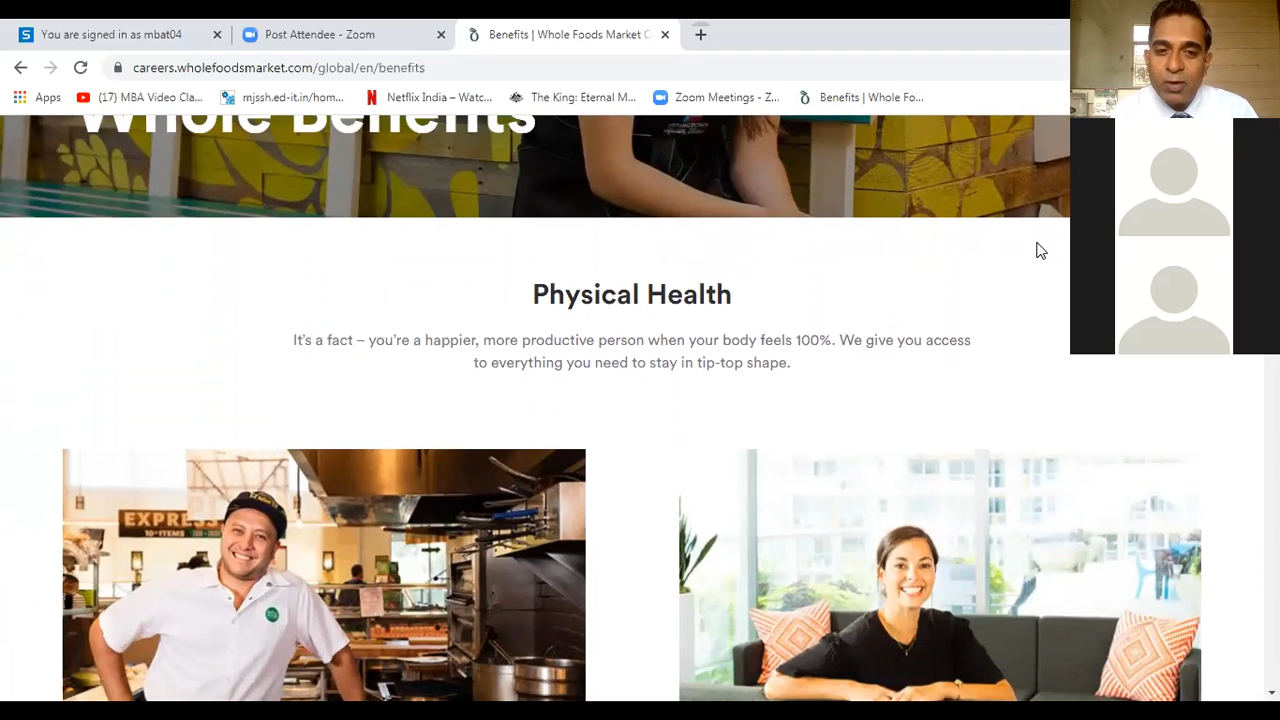 You are signed in as mbat04
Post Attendee - Zoom
Benefits | Whole Foods Market C
careers.wholefoodsmarket.com/global/en/benefits
Apps
(17) MBA Video Cla...
mjssh.ed-it.in/hom...
Netflix India – Watc...
The King: Eternal M...
Zoom Meetings - Z...
Benefits | Whole Fo...
Whole Benefits
Physical Health
It's a fact – you're a happier, more productive person when your body feels 100%. We give you access
to everything you need to stay in tip-top shape.
EXPRESS
10 ITEMS